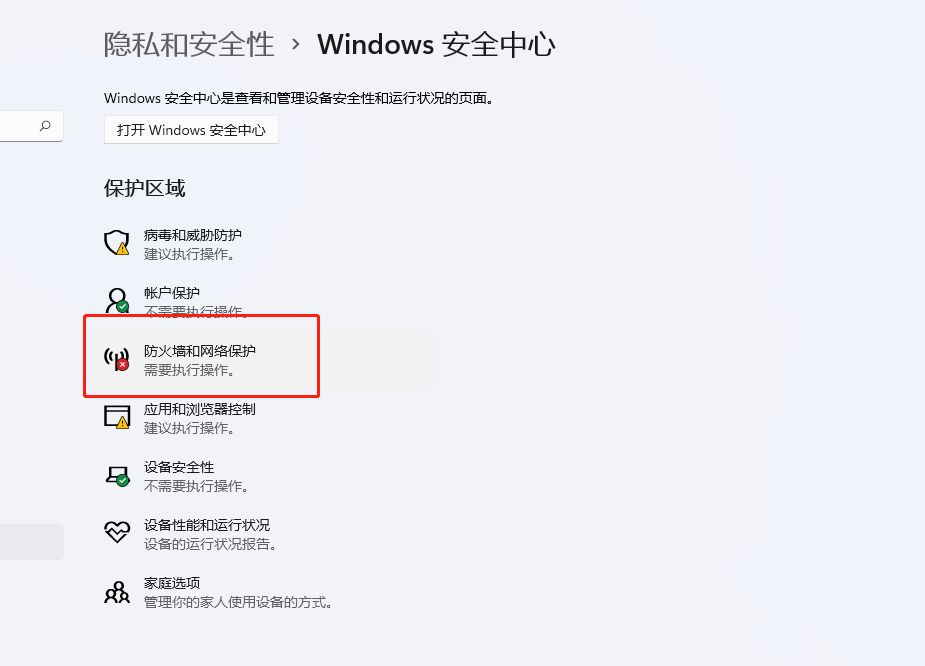 隐私和安全性 › Windows 安全中心
Windows 安全中心是查看和管理设备安全性和运行状况的页面。
打开 Windows 安全中心
保护区域
病毒和威胁防护
建议执行操作。
帐户保护
不需要执行操作。
防火墙和网络保护
需要执行操作。
应用和浏览器控制
建议执行操作。
设备安全性
不需要执行操作。
设备性能和运行状况
设备的运行状况报告。
家庭选项
管理你的家人使用设备的方式。